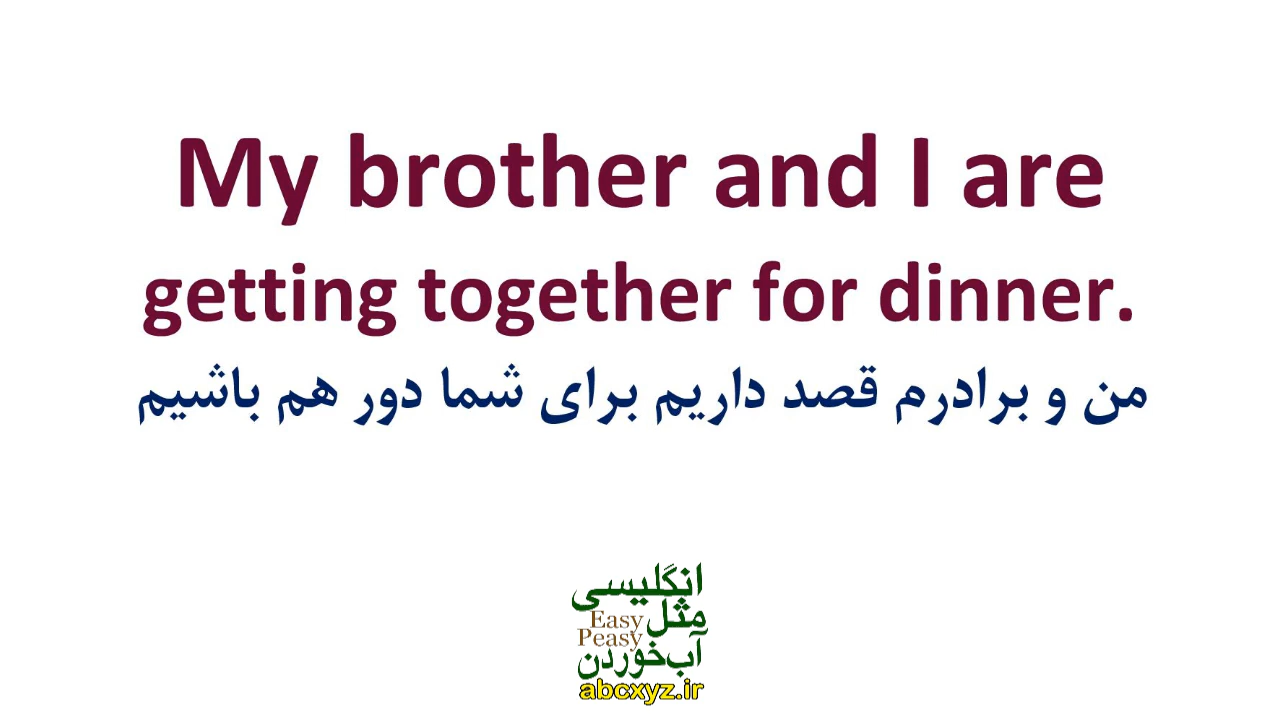 My brother and I are
getting together for dinner.
من و برادرم قصد داریم برای شما دور هم باشیم
انگلیسی
مثل
Easy
Peasy
آب‌خوردن
abcxyz.ir